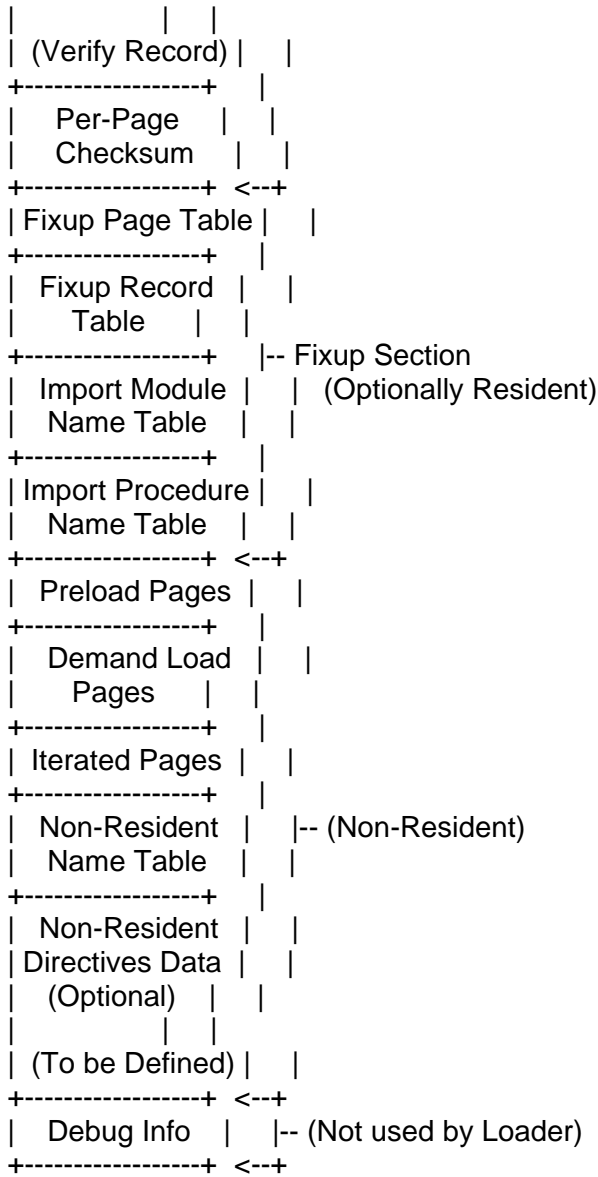 |                  |     |
|  (Verify Record) |     |
+------------------+     |
|     Per-Page     |     |
|     Checksum     |     |
+------------------+  <--+
| Fixup Page Table |     |
+------------------+     |
|   Fixup Record   |     |
|      Table       |     |
+------------------+     |-- Fixup Section
|   Import Module  |     |   (Optionally Resident)
|    Name Table    |     |
+------------------+     |
| Import Procedure |     |
|    Name Table    |     |
+------------------+  <--+
|   Preload Pages  |     |
+------------------+     |
|    Demand Load   |     |
|      Pages       |     |
+------------------+     |
|  Iterated Pages  |     |
+------------------+     |
|   Non-Resident   |     |-- (Non-Resident)
|    Name Table    |     |
+------------------+     |
|   Non-Resident   |     |
| Directives Data  |     |
|    (Optional)    |     |
|                  |     |
|  (To be Defined) |     |
+------------------+  <--+
|    Debug Info    |     |-- (Not used by Loader)
+------------------+  <--+